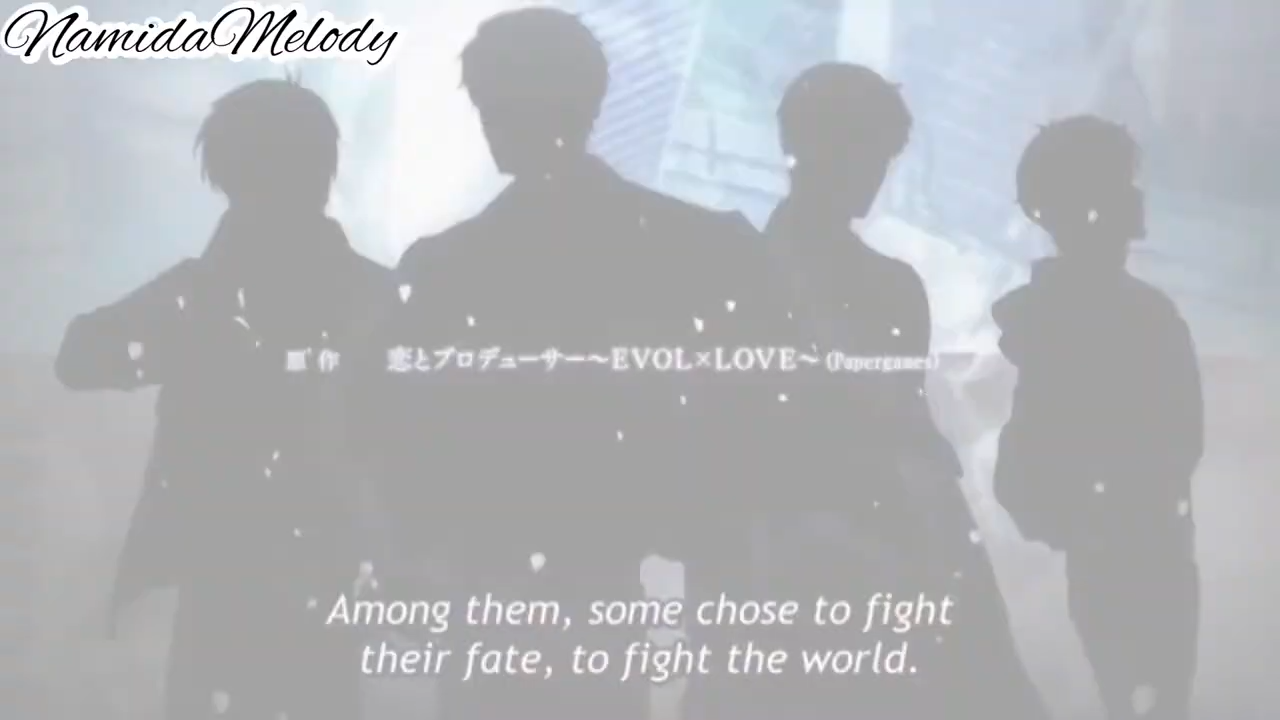 NamidaMelody
原作 恋とプロデューサー～EVOL×LOVE～(Papergames)
Among them, some chose to fight
their fate, to fight the world.